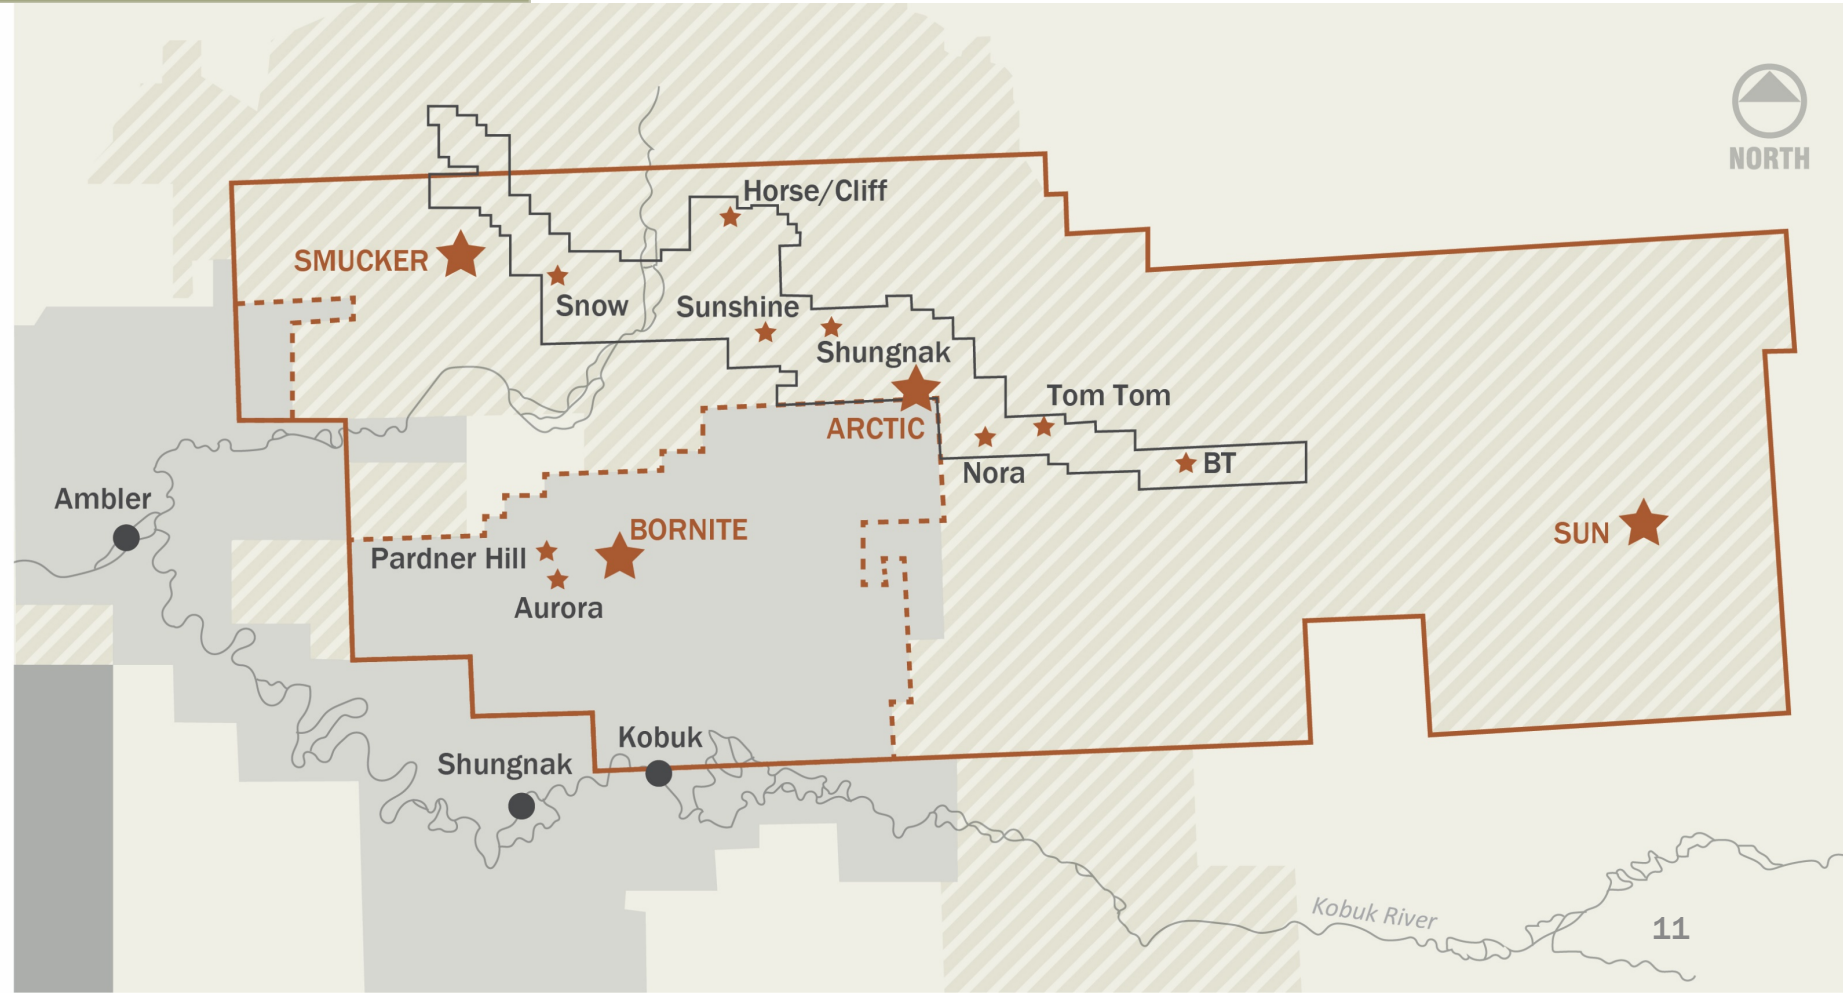 NORTH
Horse/Cliff
SMUCKER
Snow
Sunshine
Shungnak
Tom Tom
ARCTIC
Nora
BT
Ambler
SUN
BORNITE
Pardner Hill
Aurora
Kobuk
Shungnak
Kobuk River
11